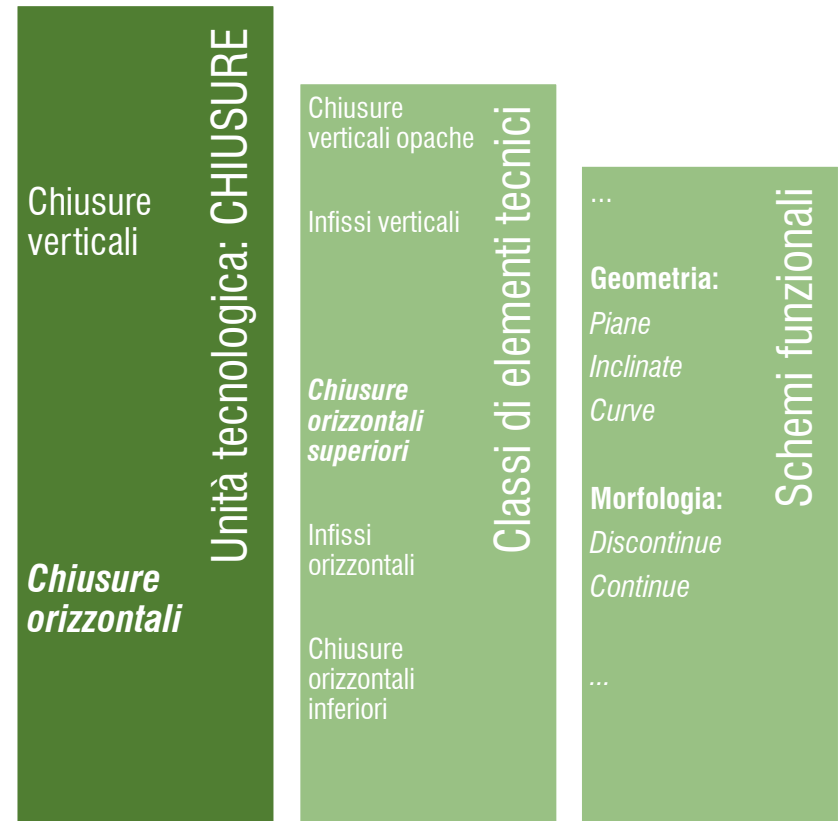 Unità tecnologica: CHIUSURE
Chiusure
verticali
Chiusure
orizzontali
Classi di elementi tecnici
Chiusure
verticali opache
Infissi verticali
Chiusure
orizzontali
superiori
Infissi
orizzontali
Chiusure
orizzontali
inferiori
Schemi funzionali
...
Geometria:
Piane
Inclinate
Curve
Morfologia:
Discontinue
Continue
...